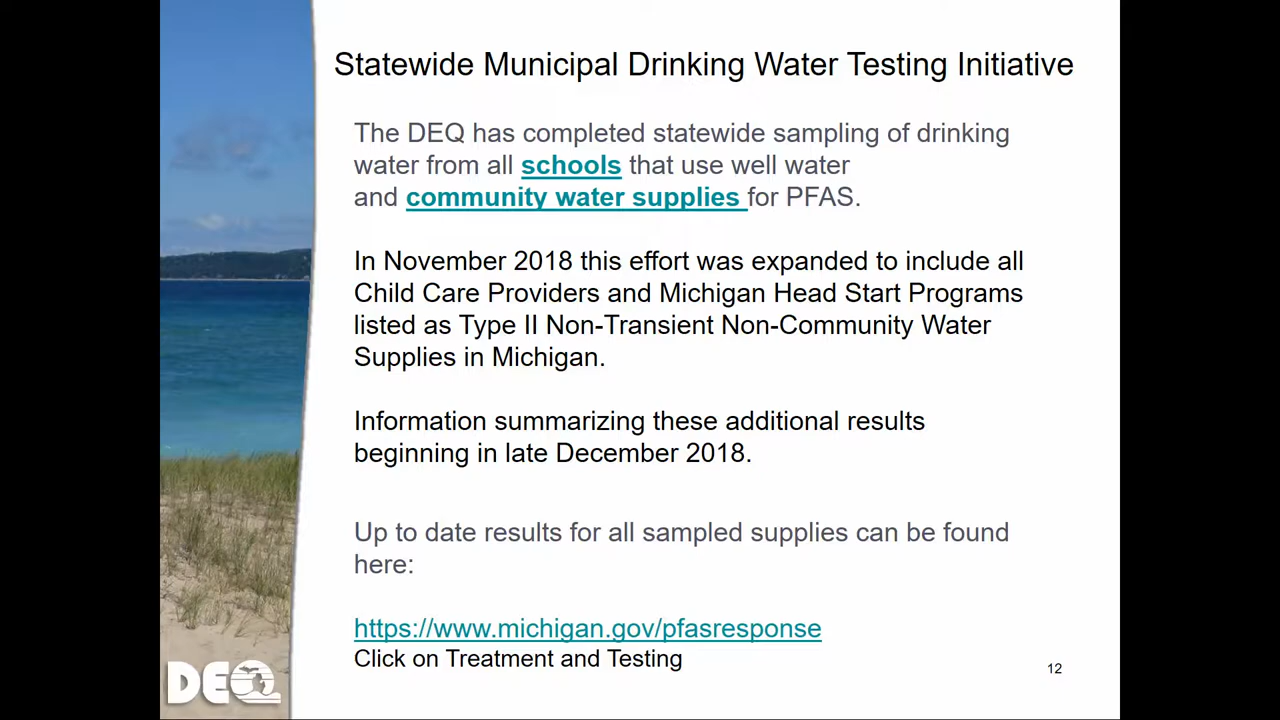 Statewide Municipal Drinking Water Testing Initiative
The DEQ has completed statewide sampling of drinking
water from all schools that use well water
and community water supplies for PFAS.
In November 2018 this effort was expanded to include all
Child Care Providers and Michigan Head Start Programs
listed as Type II Non-Transient Non-Community Water
Supplies in Michigan.
Information summarizing these additional results
beginning in late December 2018.
Up to date results for all sampled supplies can be found
here:
https://www.michigan.gov/pfasresponse
Click on Treatment and Testing
12
DEQ